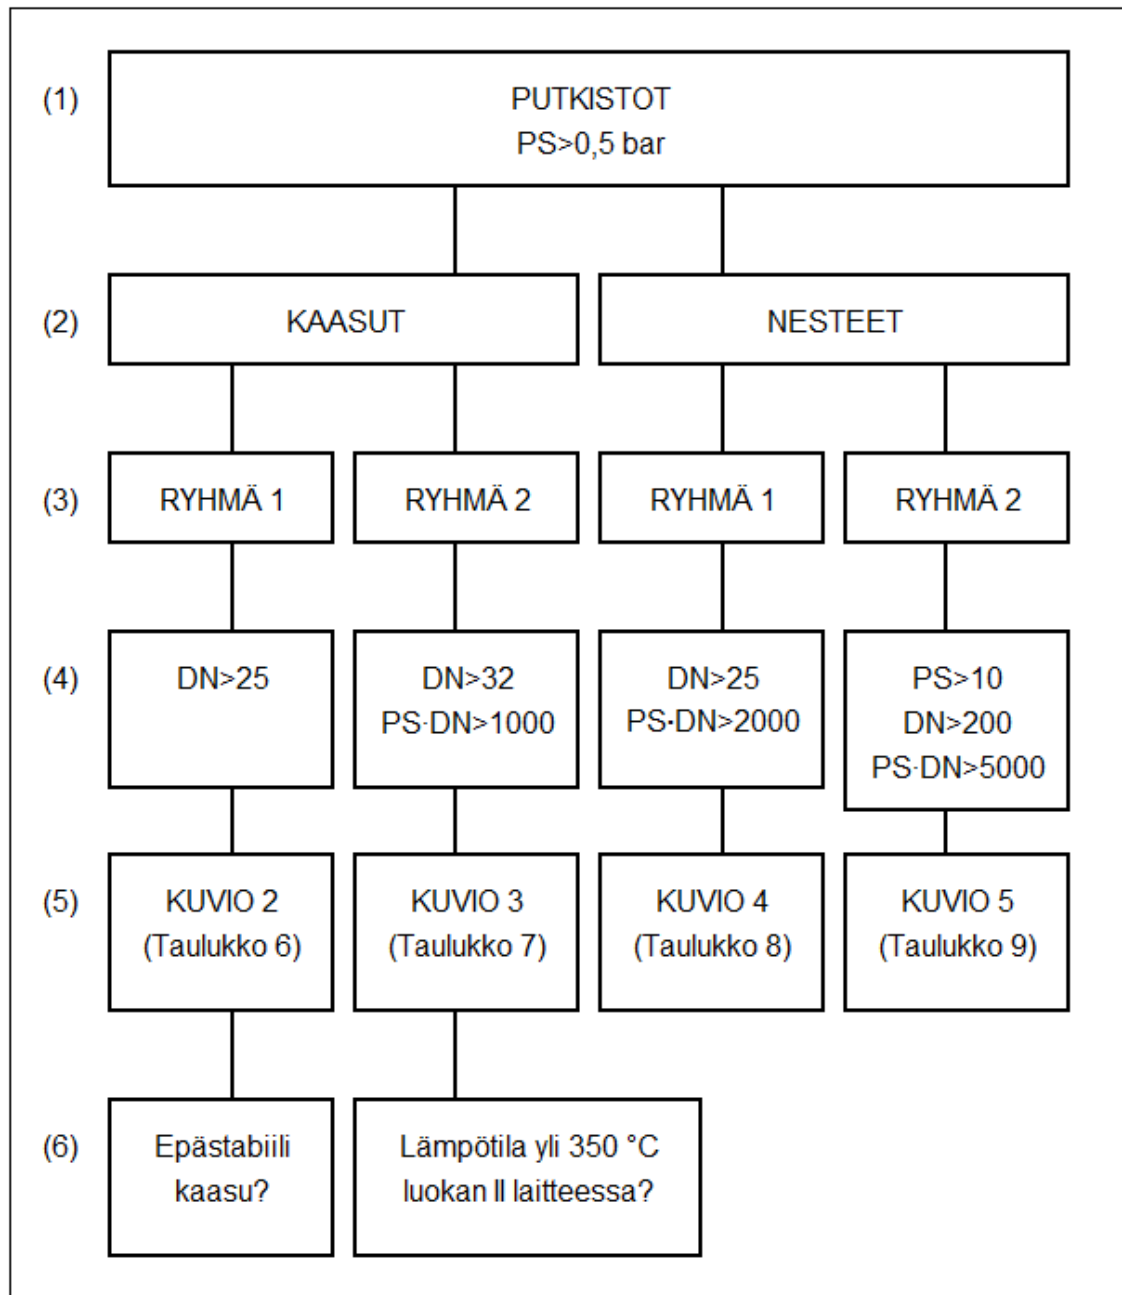 (1)
PUTKISTOT
PS>0,5 bar
(2)
KAASUT
NESTEET
(3)
RYHMÄ 1
RYHMÄ 2
RYHMÄ 1
RYHMÄ 2
(4)
DN>25
DN>32
PS·DN>1000
DN>25
PS•DN>2000
PS>10
DN>200
PS·DN>5000
(5)
KUVIO 2
(Taulukko 6)
KUVIO 3
(Taulukko 7)
KUVIO 4
(Taulukko 8)
KUVIO 5
(Taulukko 9)
(6)
Epästabiili
kaasu?
Lämpötila yli 350 °C
luokan II laitteessa?